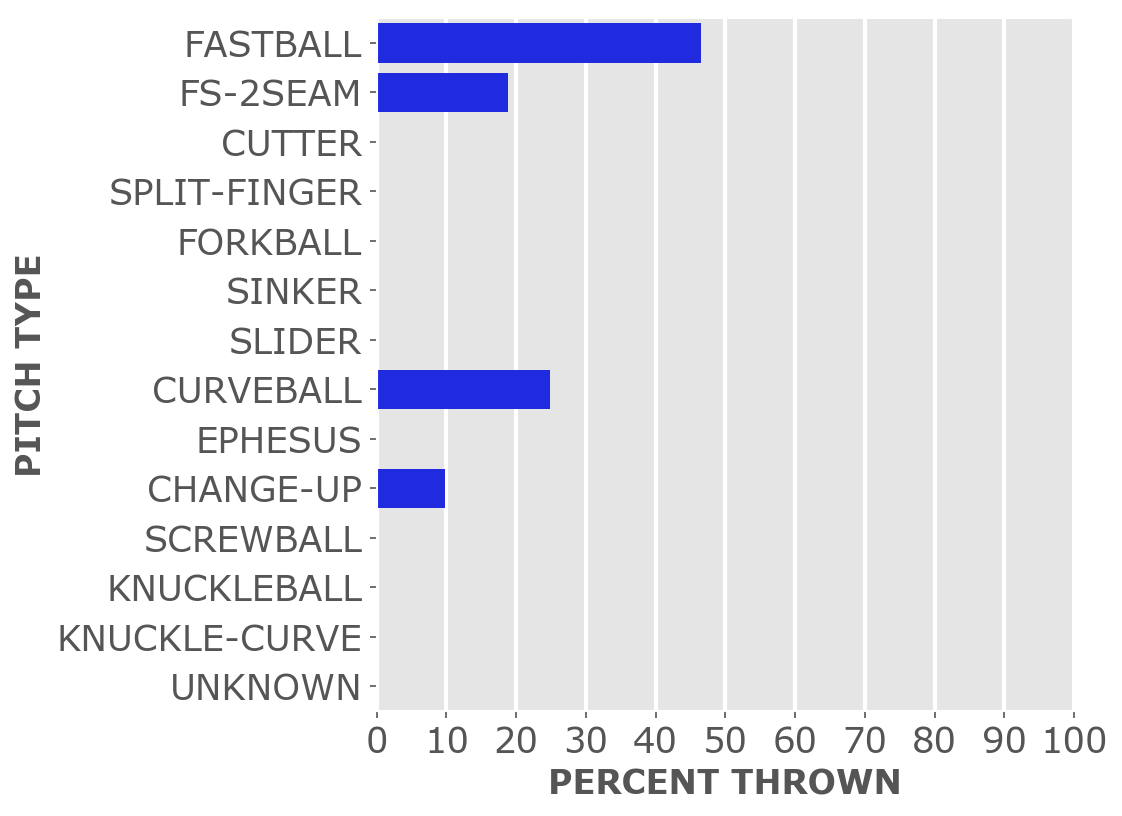 FASTBALL
FS-2SEAM
CUTTER
SPLIT-FINGER
FORKBALL
SINKER
SLIDER
CURVEBALL
EPHESUS
CHANGE-UP
SCREWBALL
KNUCKLEBALL
KNUCKLE-CURVE
UNKNOWN
PITCH TYPE
0 10 20 30 40 50 60 70 80 90 100
PERCENT THROWN